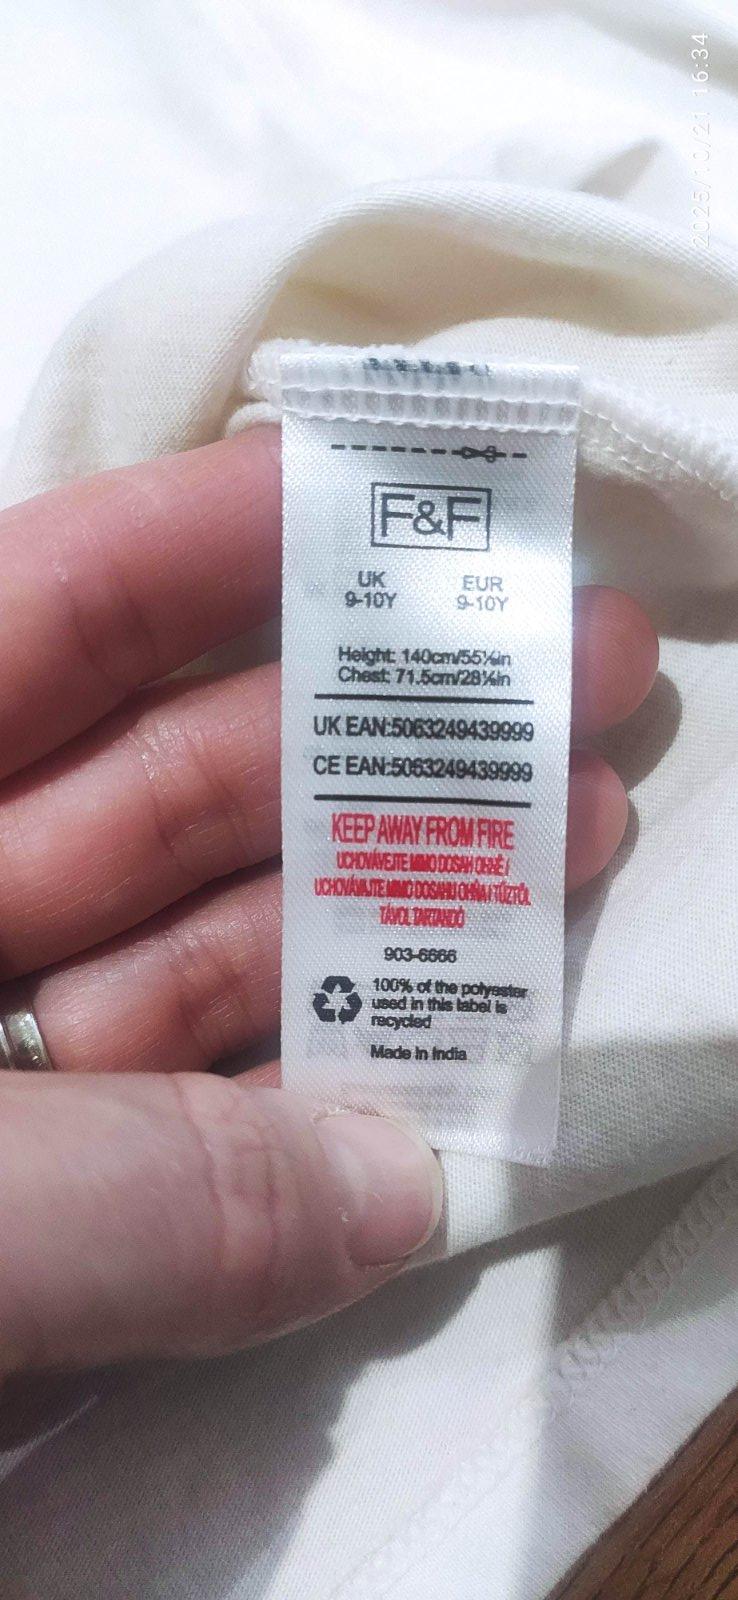 2025/10/21 16:34
F&F
UK EUR
9-10Y 9-10Y
Height: 140cm/55⅛in
Chest: 71.5cm/28⅛in
UK EAN:5063249439999
CE EAN:5063249439999
KEEP AWAY FROM FIRE
UCHOVÁVEJTE MIMO DOSAH OHNĚ /
UCHOVÁVAJTE MIMO DOSAHU OHŇA / TŰZTŐL
TÁVOL TARTANDÓ
903-6666
100% of the polyester
used in this label is
recycled
Made in India